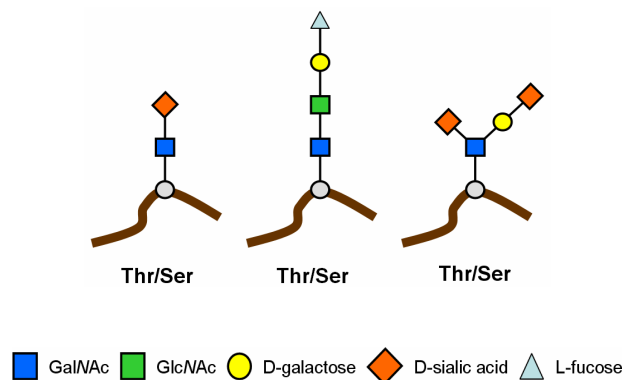 Thr/Ser
Thr/Ser
Thr/Ser
GalNAc
GlcNAc
D-galactose
D-sialic acid
L-fucose